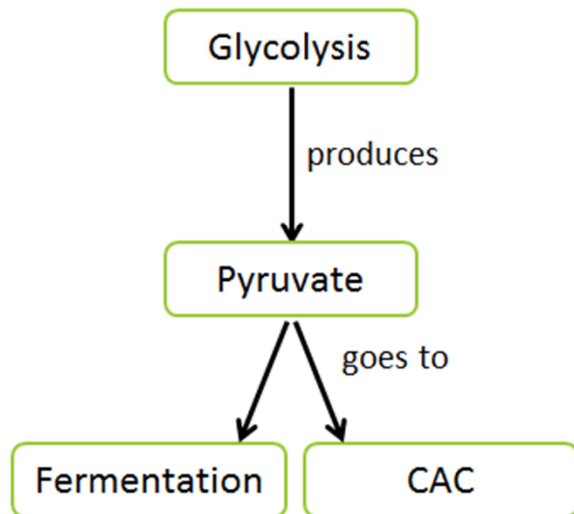 Glycolysis
produces
Pyruvate
goes to
Fermentation
CAC